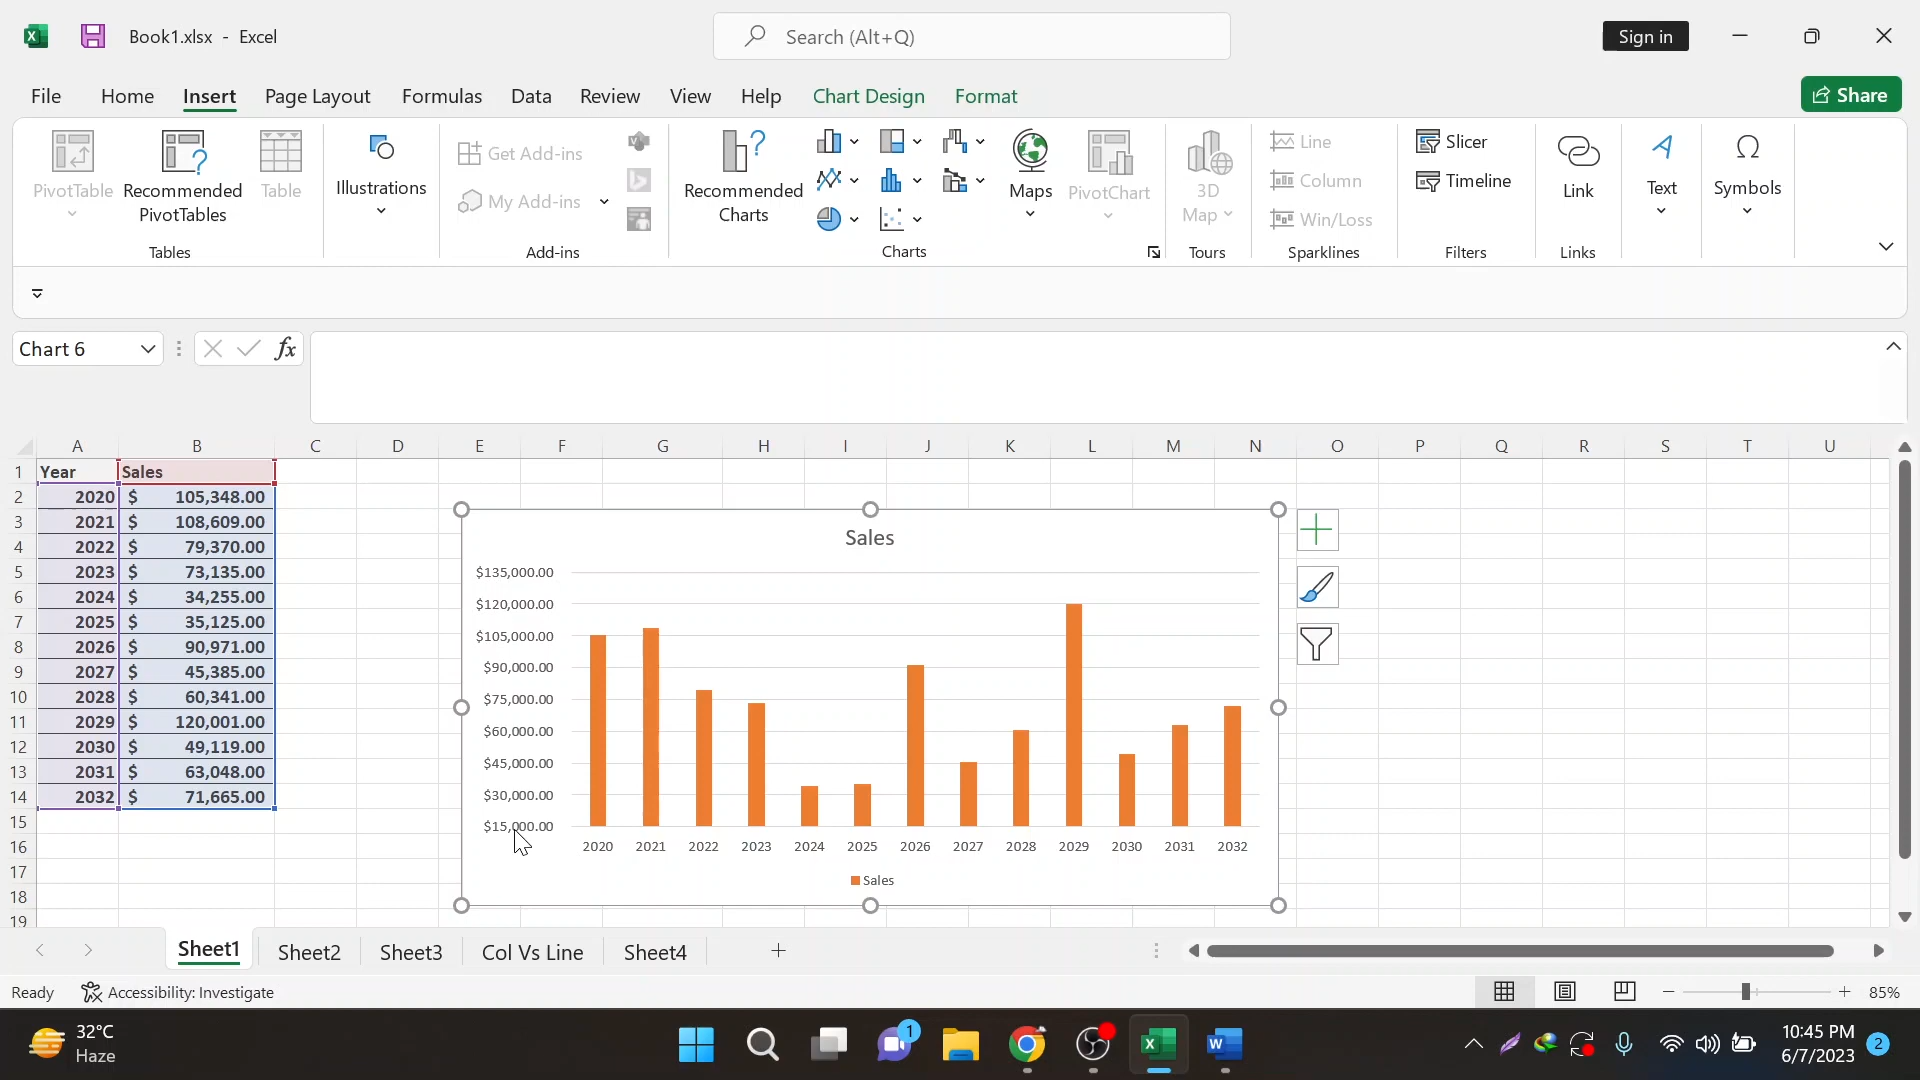 Book1.xlsx - Excel
Search (Alt+Q)
Sign in
File Home Insert Page Layout Formulas Data Review View Help Chart Design Format
Share
PivotTable
Recommended PivotTables
Table
Tables
Illustrations
Get Add-ins
My Add-ins
Add-ins
Recommended Charts
Maps
PivotChart
Charts
3D Map
Tours
Line
Column
Win/Loss
Sparklines
Slicer
Timeline
Filters
Link
Links
Text
Symbols
Chart 6
fx
A B C D E F G H I J K L M N O P Q R S T U
1 Year Sales
2 2020 $ 105,348.00
3 2021 $ 108,609.00
4 2022 $ 79,370.00
5 2023 $ 73,135.00
6 2024 $ 34,255.00
7 2025 $ 35,125.00
8 2026 $ 90,971.00
9 2027 $ 45,385.00
10 2028 $ 60,341.00
11 2029 $ 120,001.00
12 2030 $ 49,119.00
13 2031 $ 63,048.00
14 2032 $ 71,665.00
15
16
17
18
19
Sales
$135,000.00
$120,000.00
$105,000.00
$90,000.00
$75,000.00
$60,000.00
$45,000.00
$30,000.00
$15,000.00
2020 2021 2022 2023 2024 2025 2026 2027 2028 2029 2030 2031 2032
Sales
Sheet1 Sheet2 Sheet3 Col Vs Line Sheet4
Ready
Accessibility: Investigate
85%
32°C
Haze
1
10:45 PM
6/7/2023
2